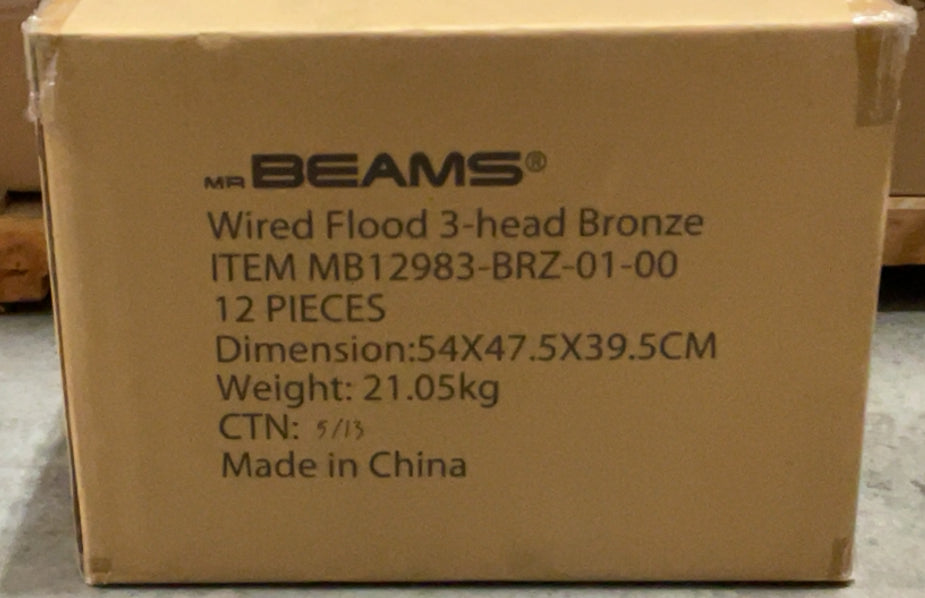 MR BEAMS®
Wired Flood 3-head Bronze
ITEM MB12983-BRZ-01-00
12 PIECES
Dimension:54X47.5X39.5CM
Weight: 21.05kg
CTN: 5/13
Made in China